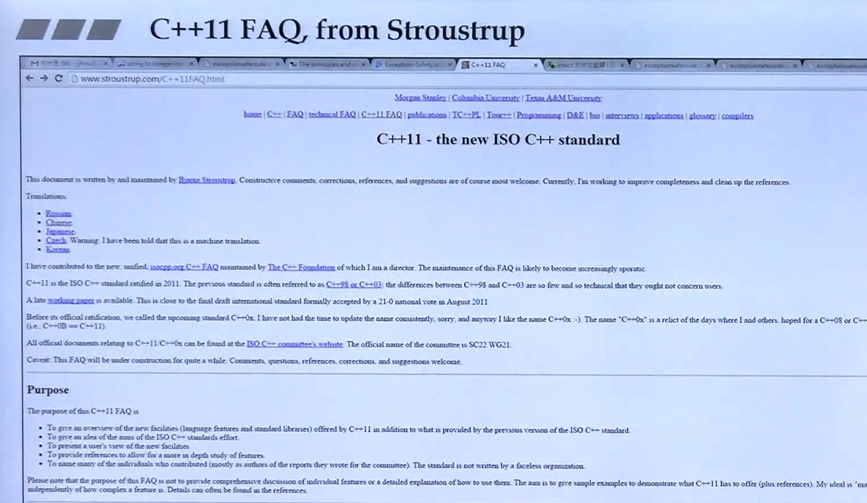 C++11 FAQ, from Stroustrup
C++11 FAQ
www.stroustrup.com/C++11FAQ.html
Morgan Stanley | Columbia University | Texas A&M University
home | C++ | FAQ | technical FAQ | C++11 FAQ | publications | TC++PL | Tour++ | Programming | D&E | bio | interviews | applications | glossary | compilers
C++11 - the new ISO C++ standard
This document is written by and maintained by Bjarne Stroustrup. Constructive comments, corrections, references, and suggestions are of course most welcome. Currently, I'm working to improve completeness and clean up the references.
Translations:
Russian
Chinese
Japanese
Czech. Warning: I have been told that this is a machine translation.
Korean
I have contributed to the new, unified, isocpp.org C++ FAQ maintained by The C++ Foundation of which I am a director. The maintenance of this FAQ is likely to become increasingly sporatic.
C++11 is the ISO C++ standard ratified in 2011. The previous standard is often referred to as C++98 or C++03; the differences between C++98 and C++03 are so few and so technical that they ought not concern users.
A late working paper is available. This is close to the final draft international standard formally accepted by a 21-0 national vote in August 2011.
Before its official ratification, we called the upcoming standard C++0x. I have not had the time to update the name consistently, sorry, and anyway I like the name C++0x :-). The name "C++0x" is a relict of the days where I and others, hoped for a C++08 or C++
(i.e., C++0B == C++11).
All official documents relating to C++11/C++0x can be found at the ISO C++ committee's website. The official name of the committee is SC22 WG21.
Caveat: This FAQ will be under construction for quite a while. Comments, questions, references, corrections, and suggestions welcome.
Purpose
The purpose of this C++11 FAQ is
To give an overview of the new facilities (language features and standard libraries) offered by C++11 in addition to what is provided by the previous version of the ISO C++ standard.
To give an idea of the aims of the ISO C++ standards effort.
To present a user's view of the new facilities
To provide references to allow for a more in depth study of features.
To name many of the individuals who contributed (mostly as authors of the reports they wrote for the committee). The standard is not written by a faceless organization.
Please note that the purpose of this FAQ is not to provide comprehensive discussion of individual features or a detailed explanation of how to use them. The aim is to give simple examples to demonstrate what C++11 has to offer (plus references). My ideal is "ma
independently of how complex a feature is. Details can often be found in the references.